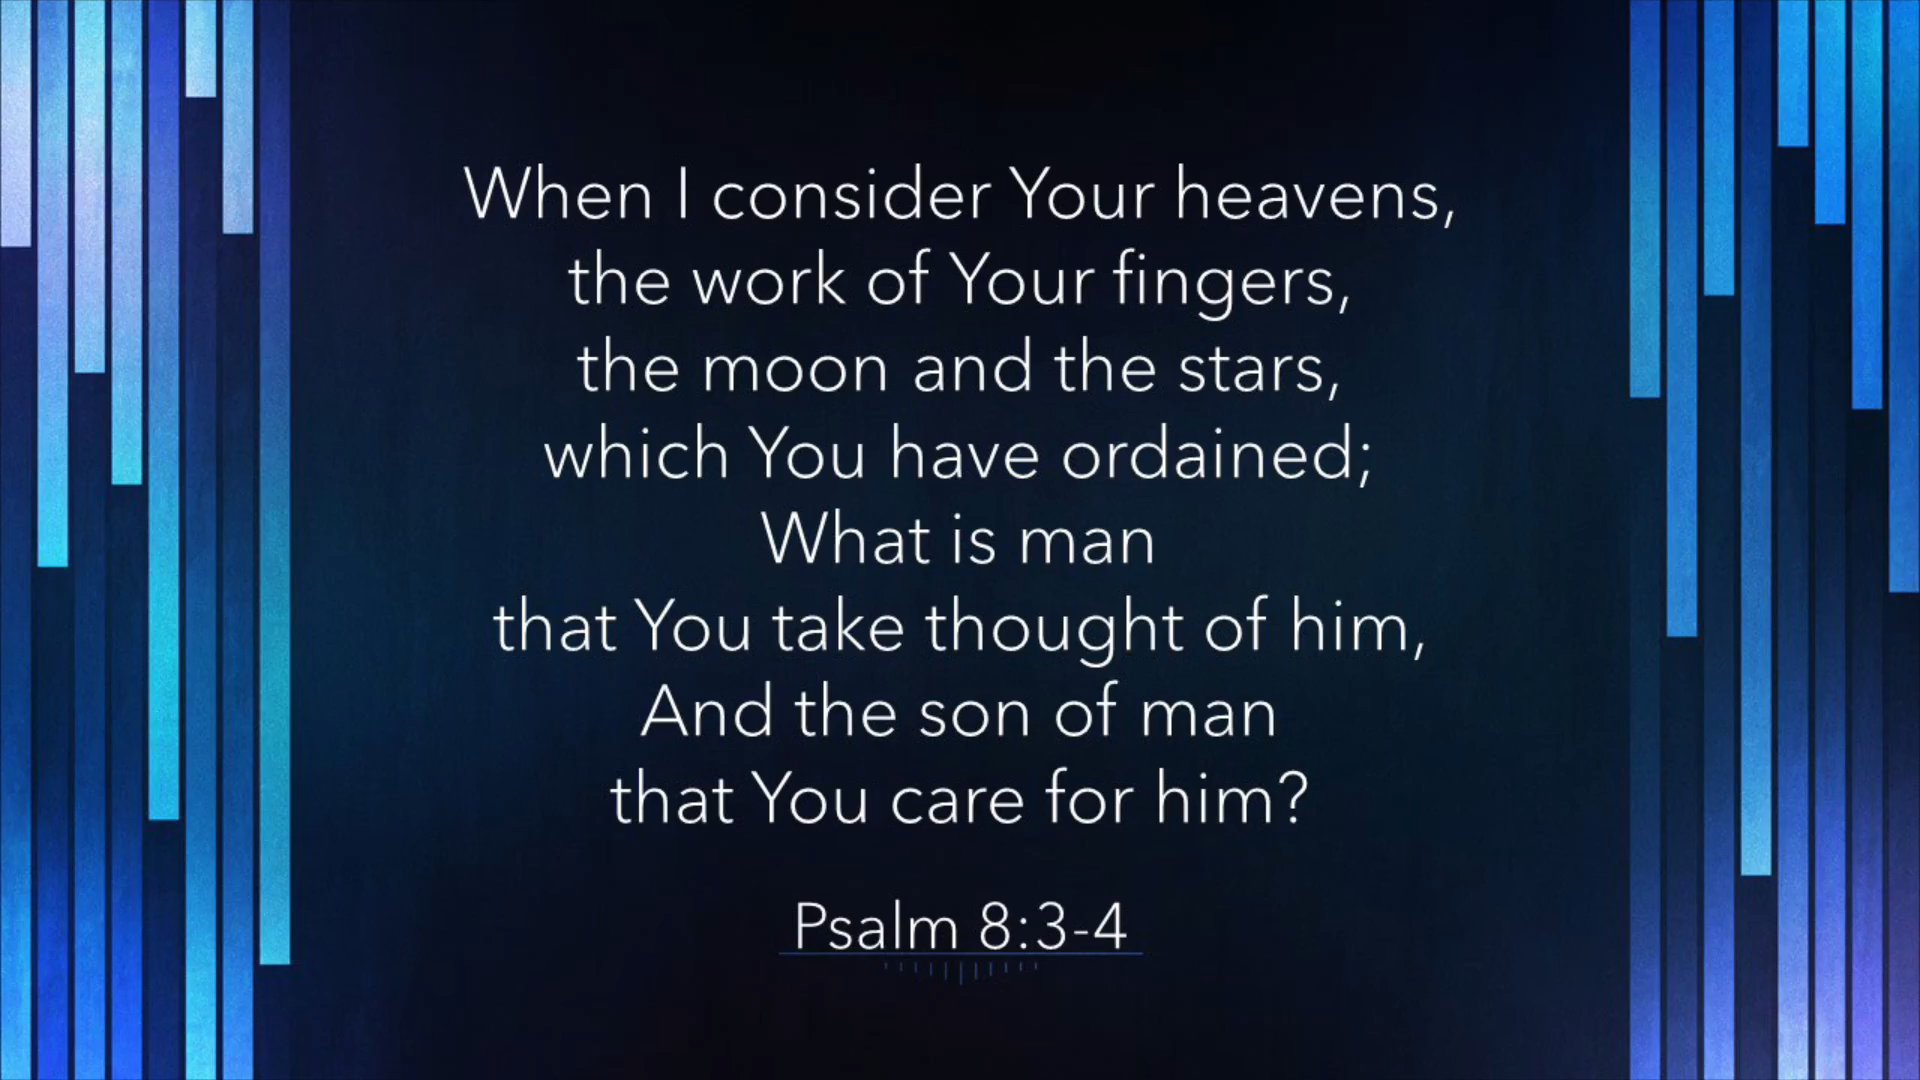 When I consider Your heavens,
the work of Your fingers,
the moon and the stars,
which You have ordained;
What is man
that You take thought of him,
And the son of man
that You care for him?
Psalm 8:3-4